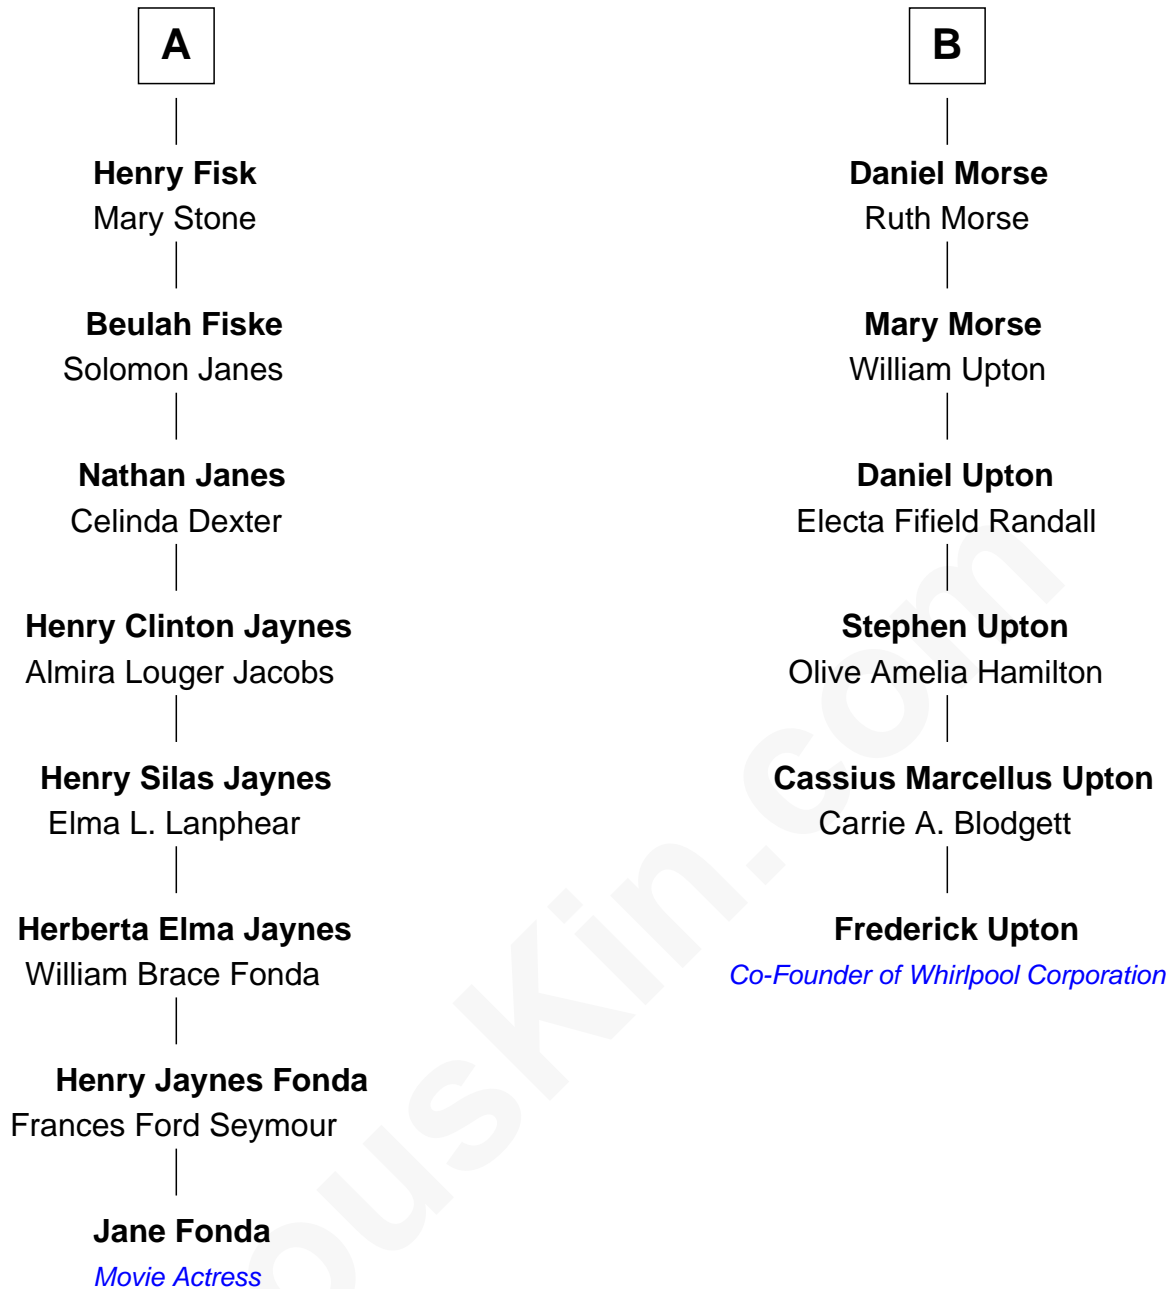 A
Henry Fisk
Mary Stone
Beulah Fiske
Solomon Janes
Nathan Janes
Celinda Dexter
Henry Clinton Jaynes
Almira Louger Jacobs
Henry Silas Jaynes
Elma L. Lanphear
Herberta Elma Jaynes
William Brace Fonda
Henry Jaynes Fonda
Frances Ford Seymour
Jane Fonda
Movie Actress
B
Daniel Morse
Ruth Morse
Mary Morse
William Upton
Daniel Upton
Electa Fifield Randall
Stephen Upton
Olive Amelia Hamilton
Cassius Marcellus Upton
Carrie A. Blodgett
Frederick Upton
Co-Founder of Whirlpool Corporation
ouskin.com